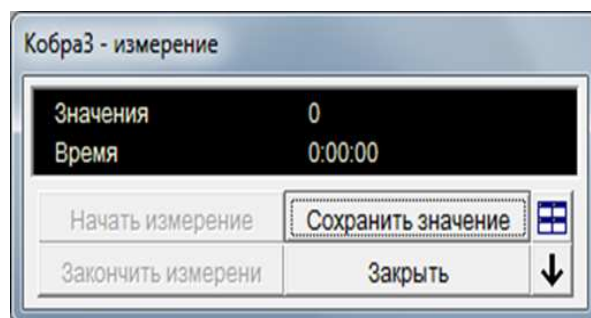 Кобра3 - измерение
Значения 0
Время 0:00:00
Начать измерение Сохранить значение
Закончить измерени Закрыть